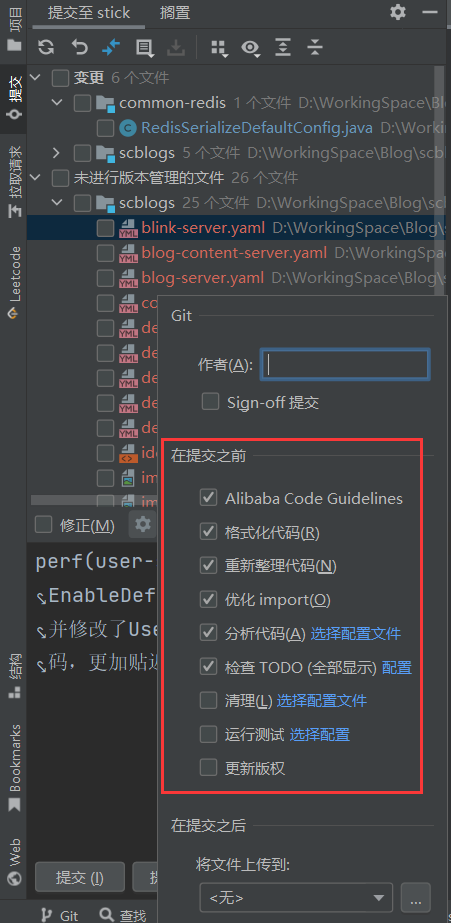 提交至 stick 搁置
变更 6 个文件
common-redis 1 个文件 D:\WorkingSpace\Blo
RedisSerializeDefaultConfig.java D:\Wo
scblogs 5 个文件 D:\WorkingSpace\Blog\scbl
未进行版本管理的文件 26 个文件
scblogs 25 个文件 D:\WorkingSpace\Blog\scb
blink-server.yaml D:\WorkingSpace\Blog\s
blog-content-server.yaml D:\WorkingSpa
blog-server.yaml D:\WorkingSpace\Blog\s
co
de
de
de
de
de
ide
im
im
Git
作者(A):
Sign-off 提交
在提交之前
Alibaba Code Guidelines
格式化代码(R)
重新整理代码(N)
优化 import(O)
分析代码(A) 选择配置文件
检查 TODO (全部显示) 配置
清理(L) 选择配置文件
运行测试 选择配置
更新版权
在提交之后
将文件上传到:
<无>
...
修正(M)
perf(user-
EnableDef
并修改了Use
码，更加贴近
提交 (I)
Git 查找
项目
提交
拉取请求
Leetcode
结构
Bookmarks
Web